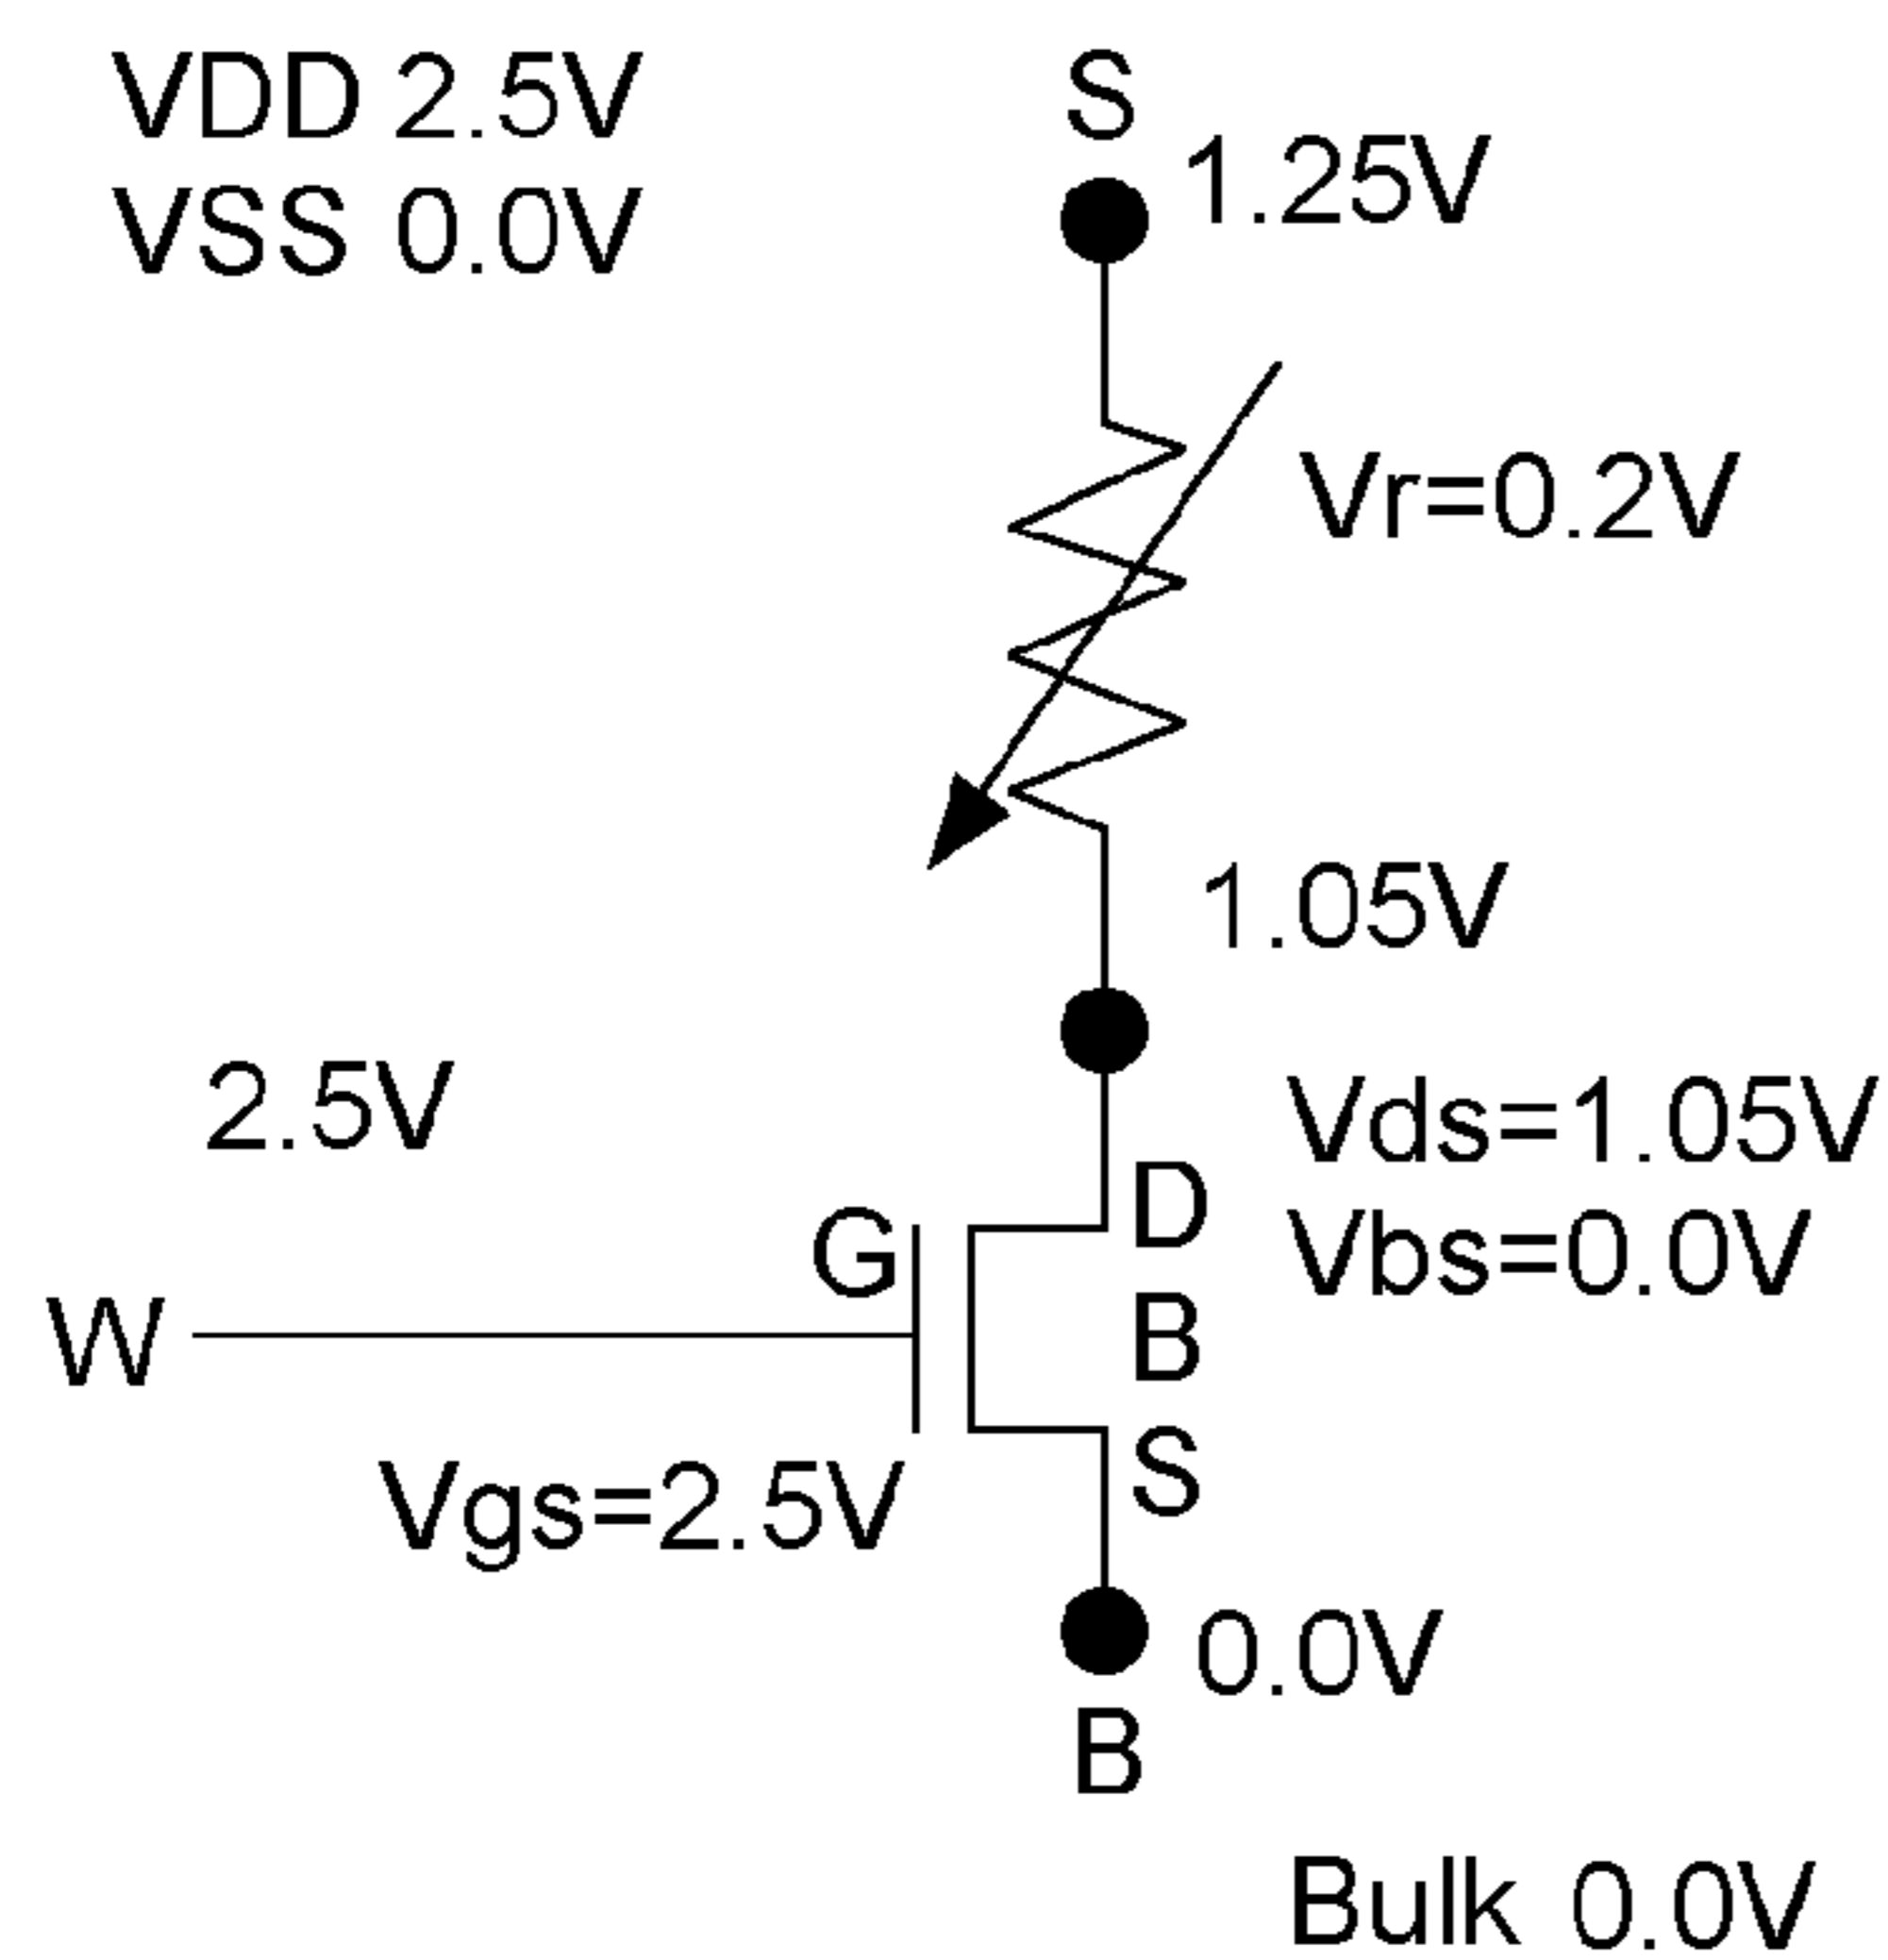 VDD 2.5V
VSS 0.0V
S
1.25V
Vr=0.2V
1.05V
2.5V
Vds=1.05V
Vbs=0.0V
G
D
B
S
W
Vgs=2.5V
0.0V
B
Bulk 0.0V